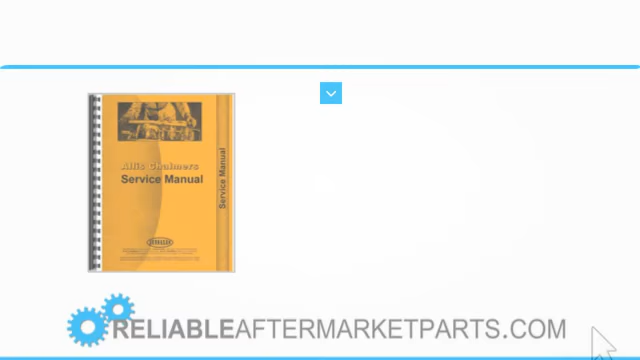 Allis Chalmers
Service Manual
Service Manual
RELIABLEAFTERMARKETPARTS.COM